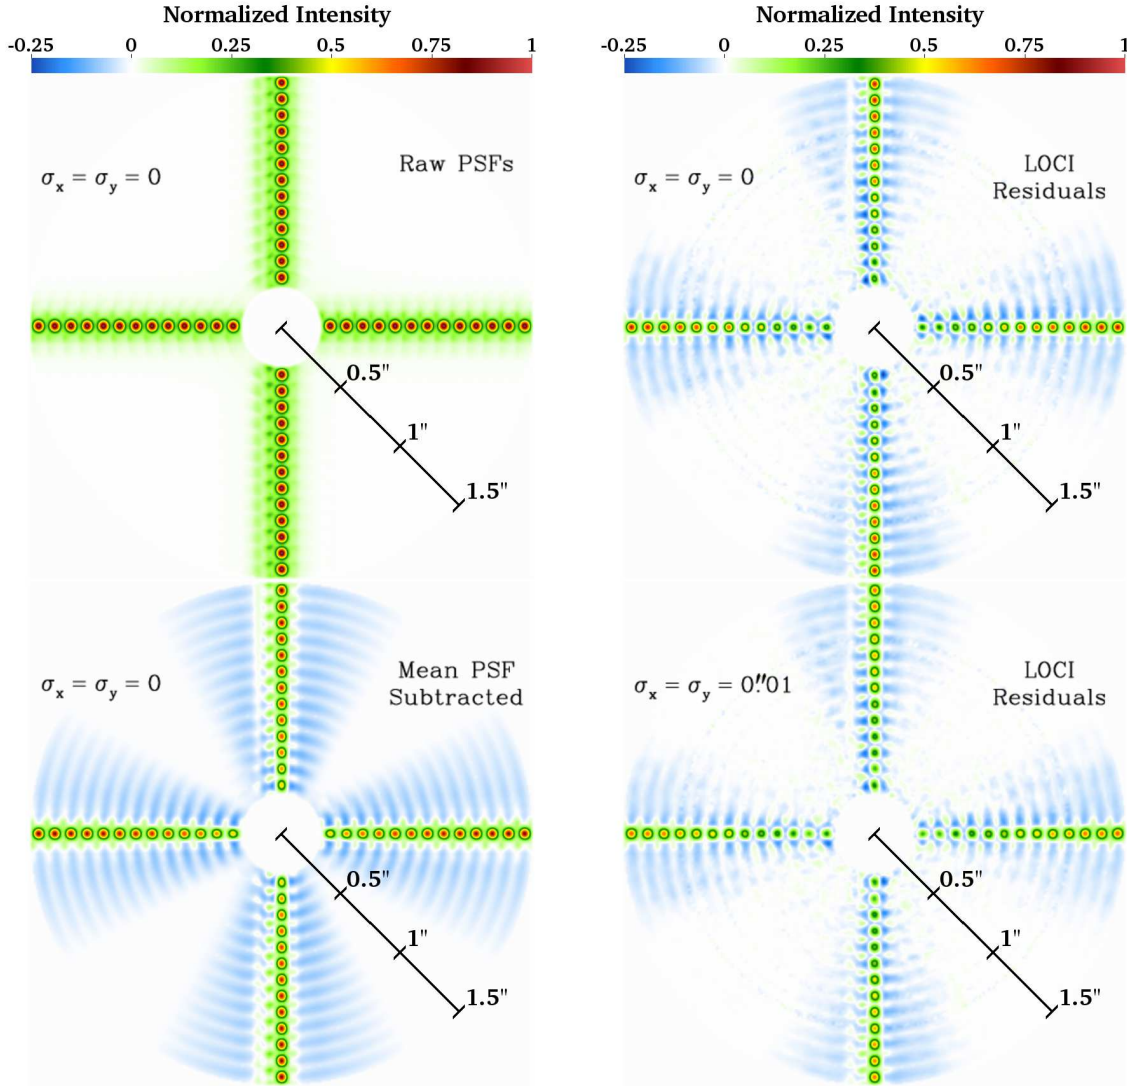 Normalized Intensity
-0.25 0 0.25 0.5 0.75 1
Raw PSFs
σx = σy = 0
0.5"
1"
1.5"
Normalized Intensity
-0.25 0 0.25 0.5 0.75 1
LOCI
Residuals
σx = σy = 0
0.5"
1"
1.5"
Mean PSF
Subtracted
σx = σy = 0
0.5"
1"
1.5"
LOCI
Residuals
σx = σy = 0″.01
0.5"
1"
1.5"